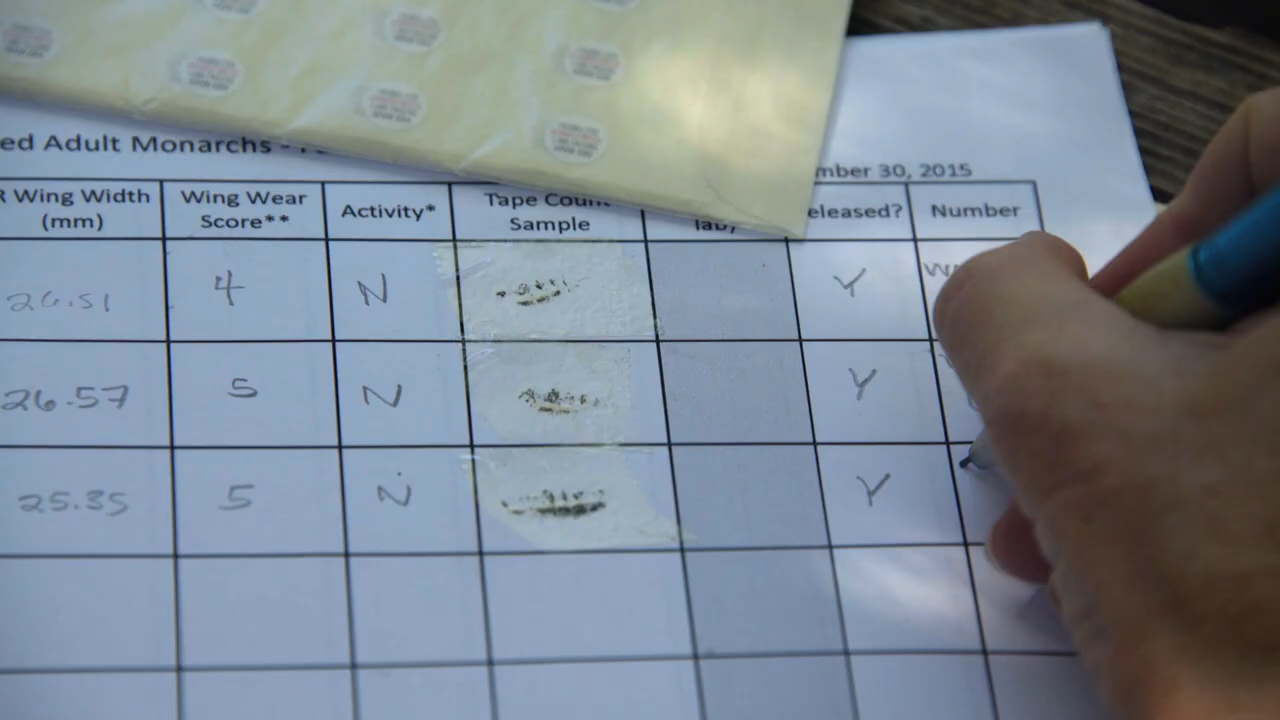 ed Adult Monarchs -
mber 30, 2015
R Wing Width (mm) Wing Wear Score** Activity* Tape Count Sample lab) eleased? Number
26.51 4 N Y
26.57 5 N Y
25.35 5 N Y